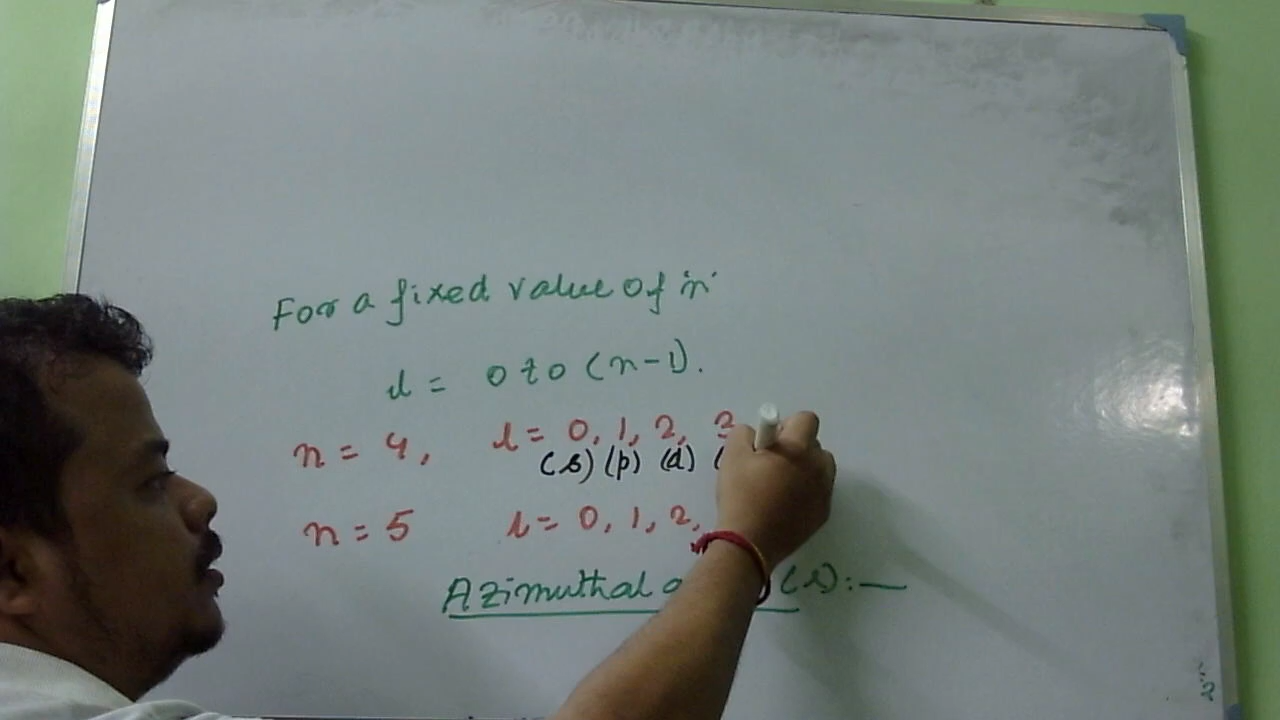 For a fixed value of 'n'
l = 0 to (n-1).
n = 4, l = 0, 1, 2, 3
(s) (p) (d) (
n = 5 l = 0, 1, 2,
Azimuthal (l):—